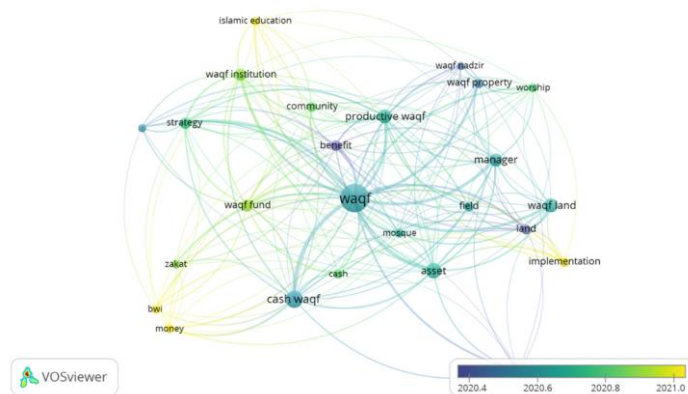 islamic education
waqf institution
waqf nadzir
waqf property
worship
community
productive waqf
strategy
benefit
manager
waqf
waqf fund
field
waqf land
land
mosque
zakat
cash
asset
implementation
cash waqf
bwi
money
VOSviewer
2020.4 2020.6 2020.8 2021.0